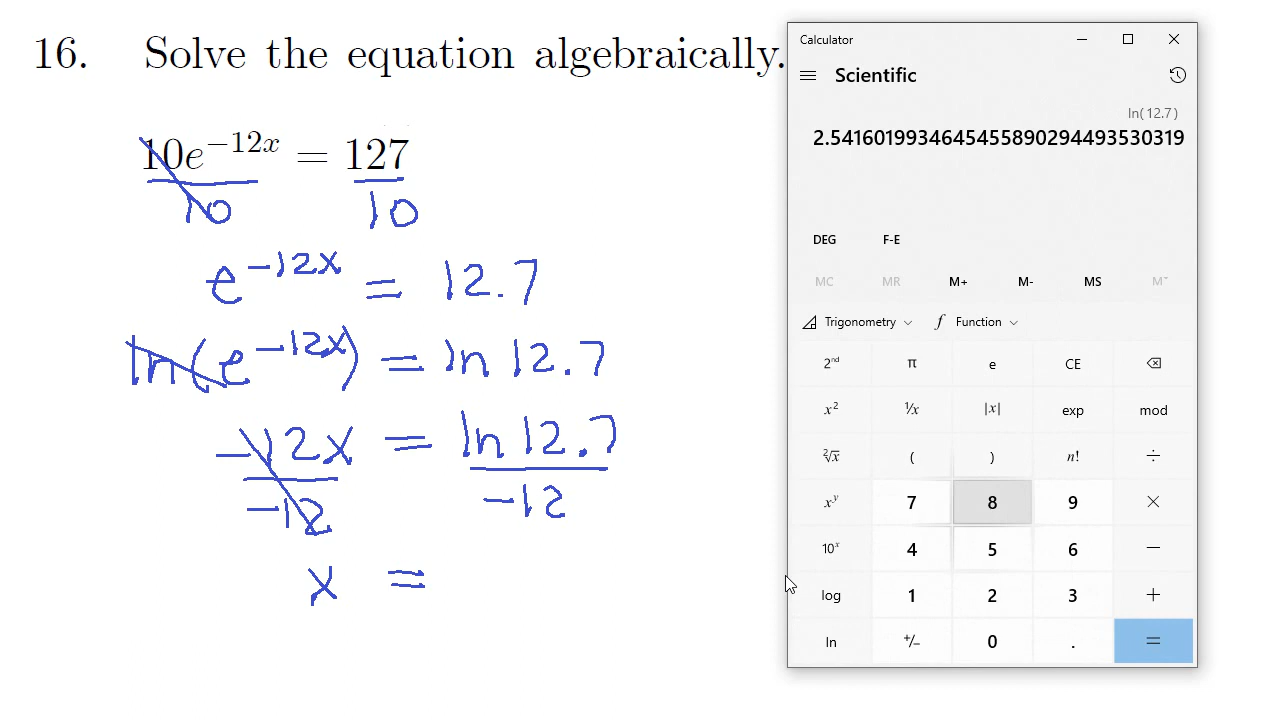 16. Solve the equation algebraically.
10e^{-12x} = 127
10 10
e^{-12x} = 12.7
ln(e^{-12x}) = ln 12.7
-12x = ln 12.7
-12 -12
x =
Calculator
Scientific
ln(12.7)
2.5416019934645455890294493530319
DEG F-E
MC MR M+ M- MS M˅
Trigonometry f Function
2ⁿᵈ π e CE
x² ¹/x |x| exp mod
²√x ( ) n! ÷
xʸ 7 8 9 ×
10ˣ 4 5 6 −
log 1 2 3 +
ln +/− 0 . =